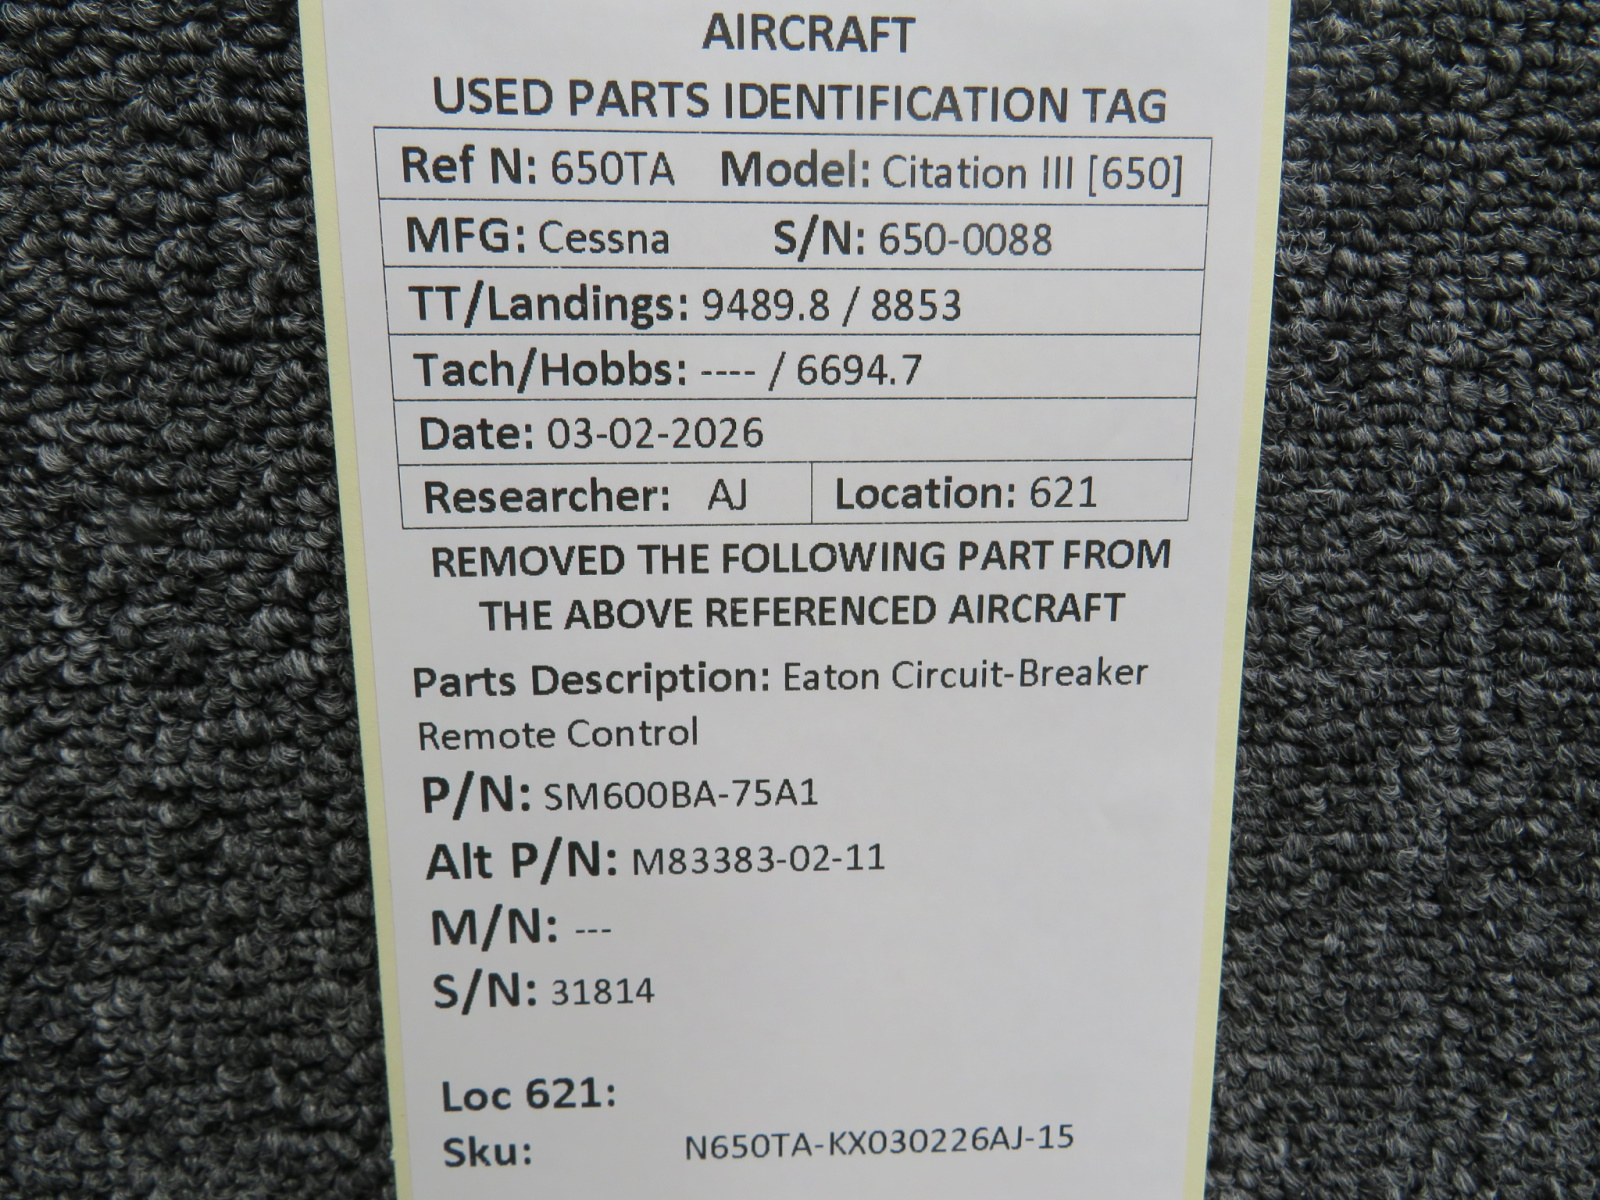 AIRCRAFT
USED PARTS IDENTIFICATION TAG
Ref N: 650TA Model: Citation III [650]
MFG: Cessna S/N: 650-0088
TT/Landings: 9489.8 / 8853
Tach/Hobbs: ---- / 6694.7
Date: 03-02-2026
Researcher: AJ Location: 621
REMOVED THE FOLLOWING PART FROM
THE ABOVE REFERENCED AIRCRAFT
Parts Description: Eaton Circuit-Breaker
Remote Control
P/N: SM600BA-75A1
Alt P/N: M83383-02-11
M/N: ---
S/N: 31814
Loc 621:
Sku: N650TA-KX030226AJ-15